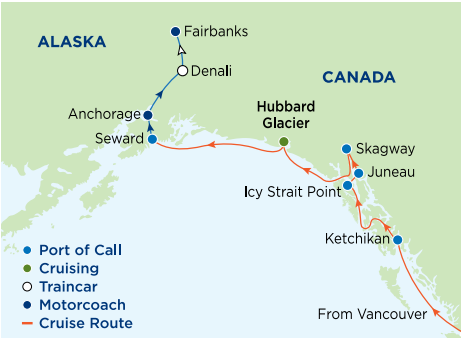 Fairbanks
ALASKA
Denali
CANADA
Hubbard
Glacier
Anchorage
Seward
Skagway
Juneau
Icy Strait Point
Ketchikan
From Vancouver
Port of Call
Cruising
Traincar
Motorcoach
Cruise Route